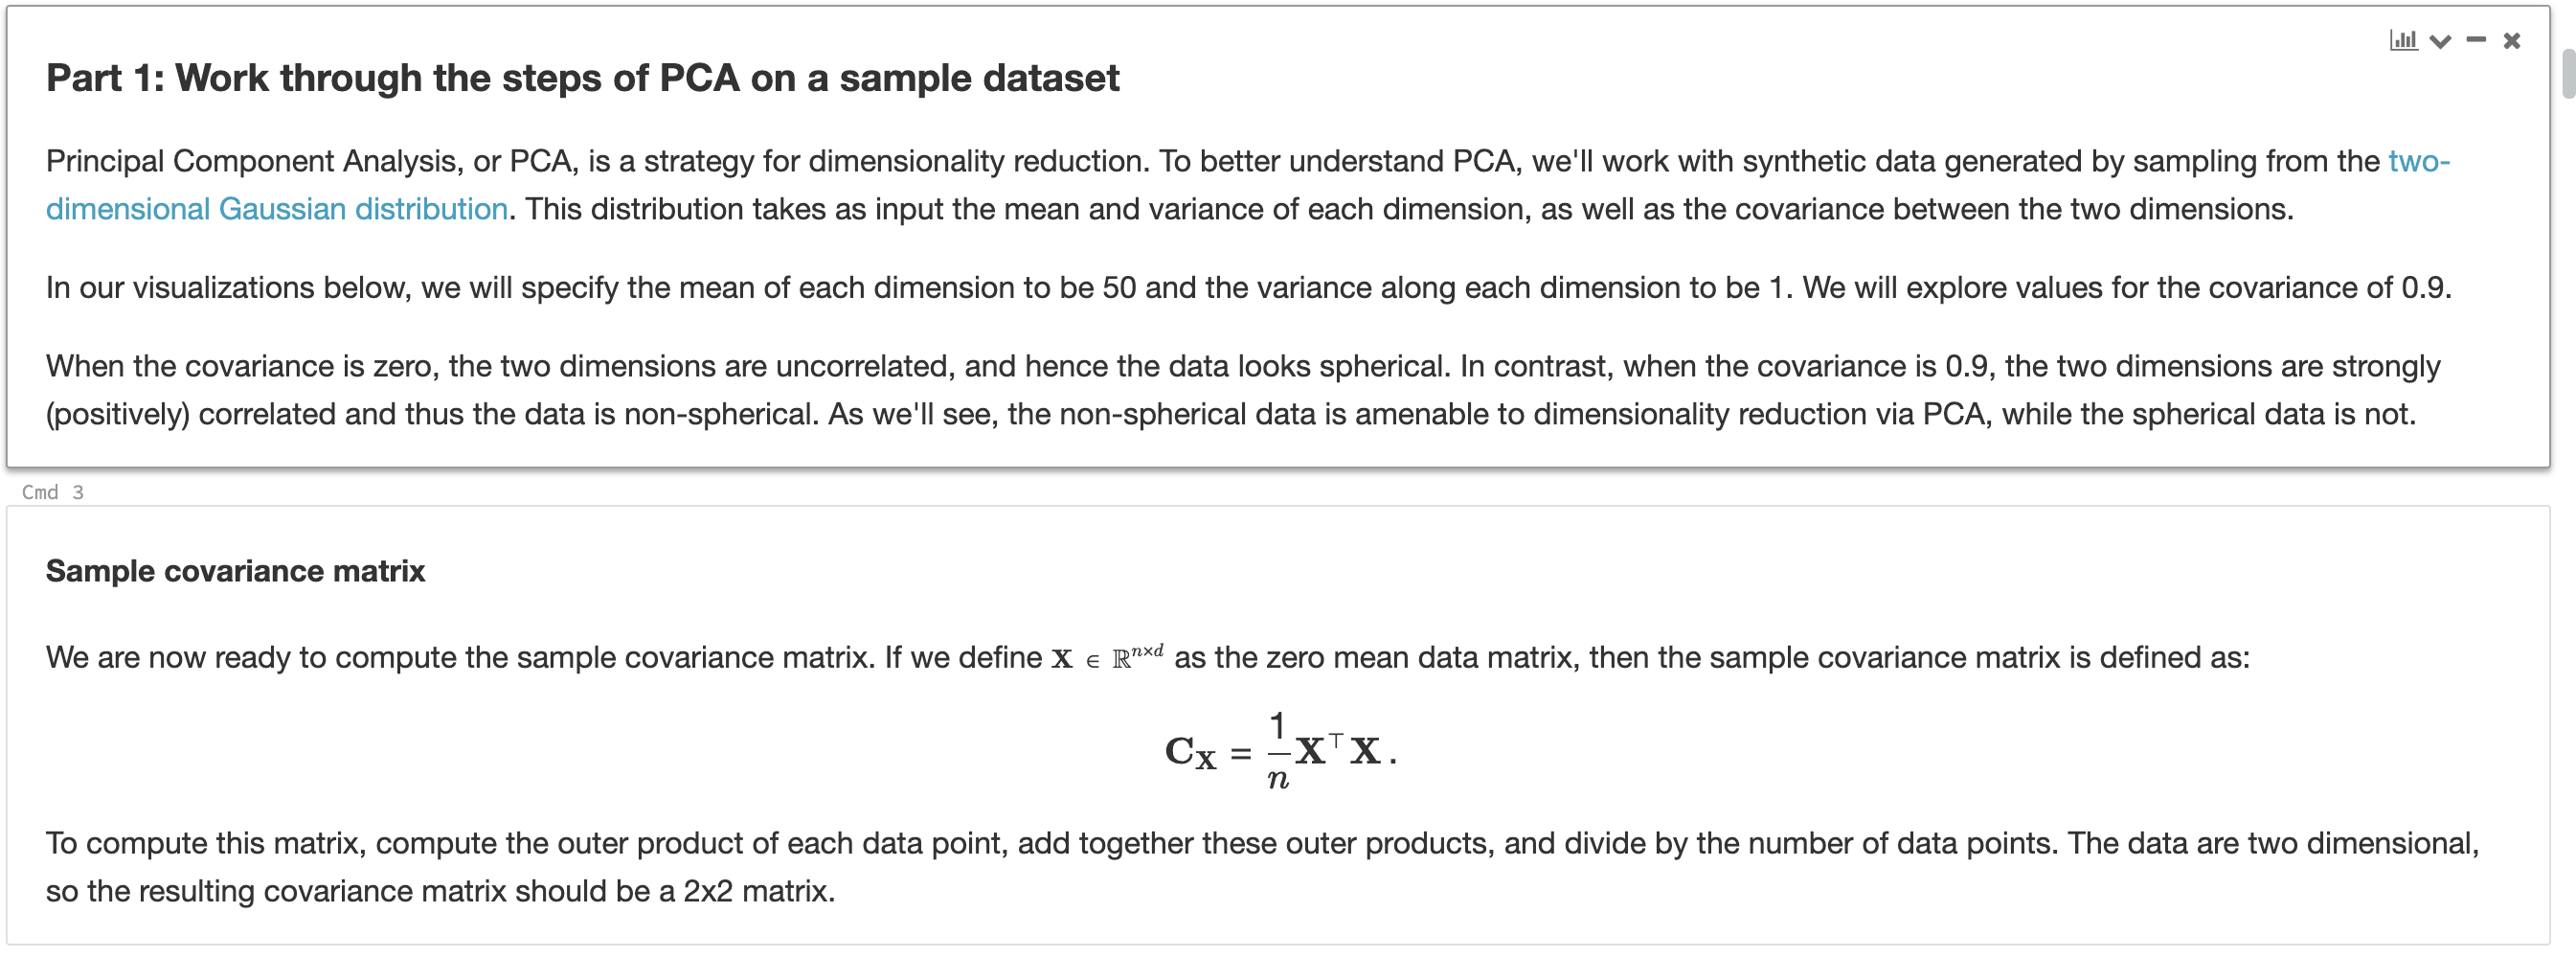 Part 1: Work through the steps of PCA on a sample dataset
Principal Component Analysis, or PCA, is a strategy for dimensionality reduction. To better understand PCA, we'll work with synthetic data generated by sampling from the two-
dimensional Gaussian distribution. This distribution takes as input the mean and variance of each dimension, as well as the covariance between the two dimensions.
In our visualizations below, we will specify the mean of each dimension to be 50 and the variance along each dimension to be 1. We will explore values for the covariance of 0.9.
When the covariance is zero, the two dimensions are uncorrelated, and hence the data looks spherical. In contrast, when the covariance is 0.9, the two dimensions are strongly
(positively) correlated and thus the data is non-spherical. As we'll see, the non-spherical data is amenable to dimensionality reduction via PCA, while the spherical data is not.
Cmd 3
Sample covariance matrix
We are now ready to compute the sample covariance matrix. If we define X ∈ ℝⁿˣᵈ as the zero mean data matrix, then the sample covariance matrix is defined as:
C_X = 1/n X^⊤ X .
To compute this matrix, compute the outer product of each data point, add together these outer products, and divide by the number of data points. The data are two dimensional,
so the resulting covariance matrix should be a 2x2 matrix.